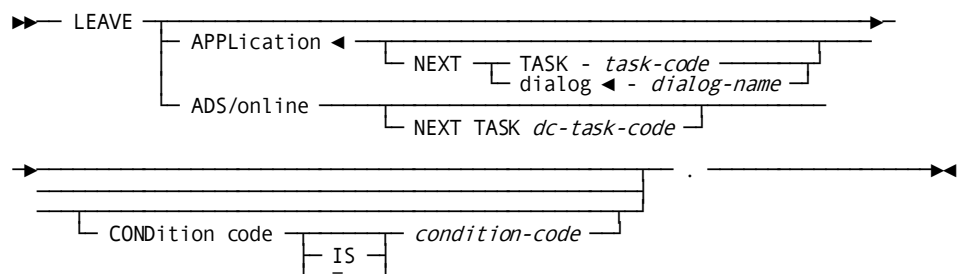 LEAVE
APPLication ◄
NEXT TASK - task-code
dialog ◄ - dialog-name
ADS/online
NEXT TASK dc-task-code
.
CONDition code condition-code
IS